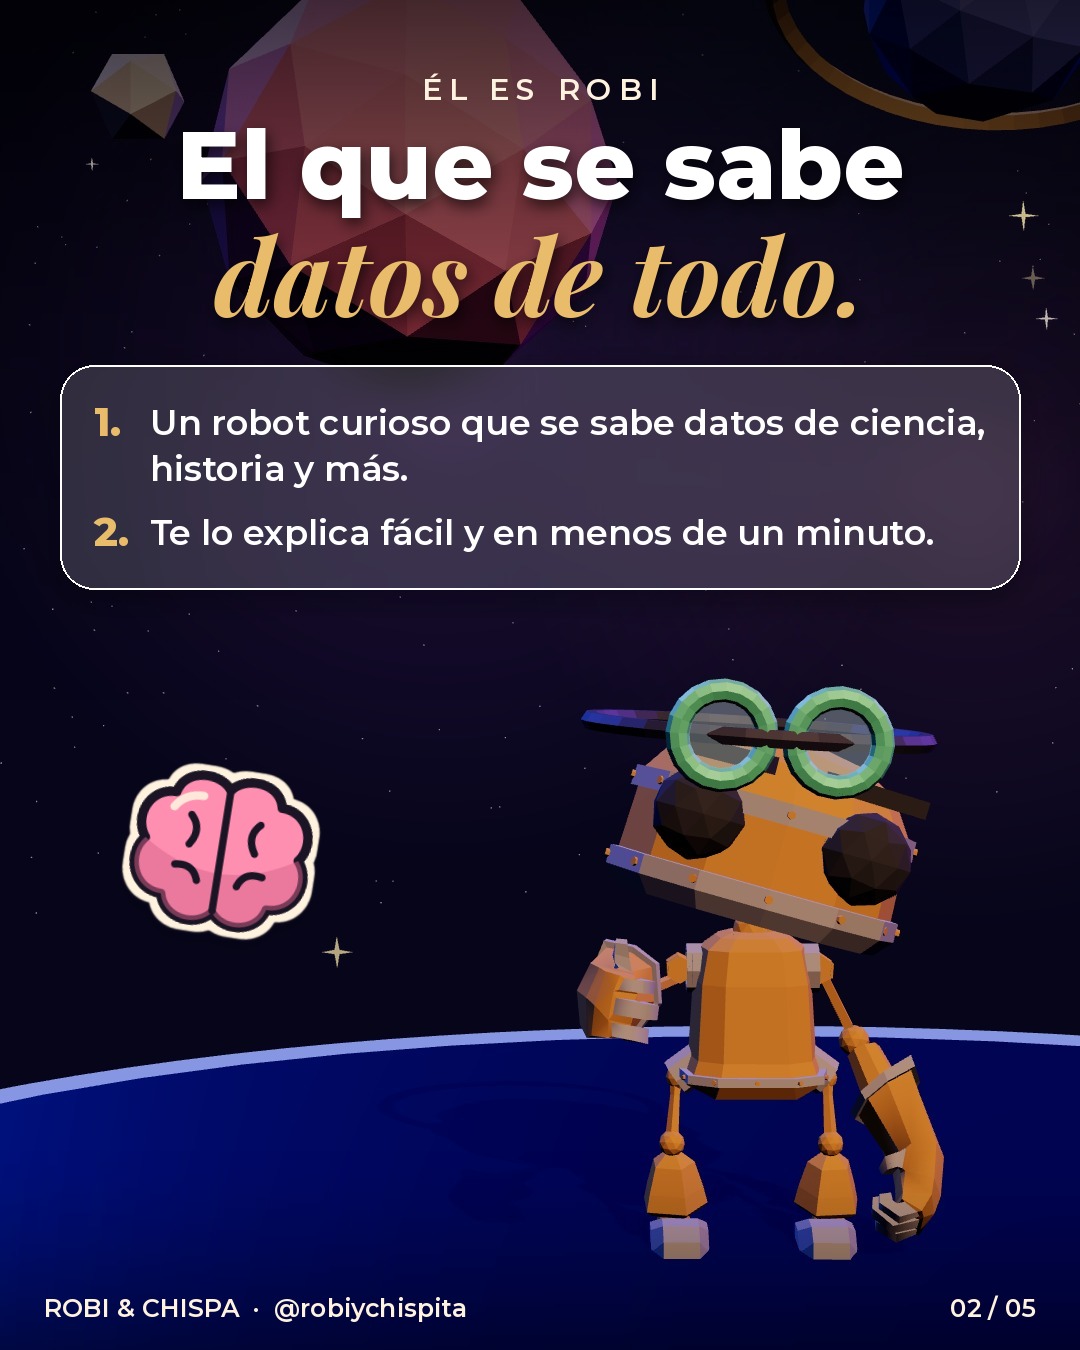 ÉL ES ROBI
El que se sabe
datos de todo.
1. Un robot curioso que se sabe datos de ciencia,
historia y más.
2. Te lo explica fácil y en menos de un minuto.
ROBI & CHISPA · @robiychispita
02 / 05